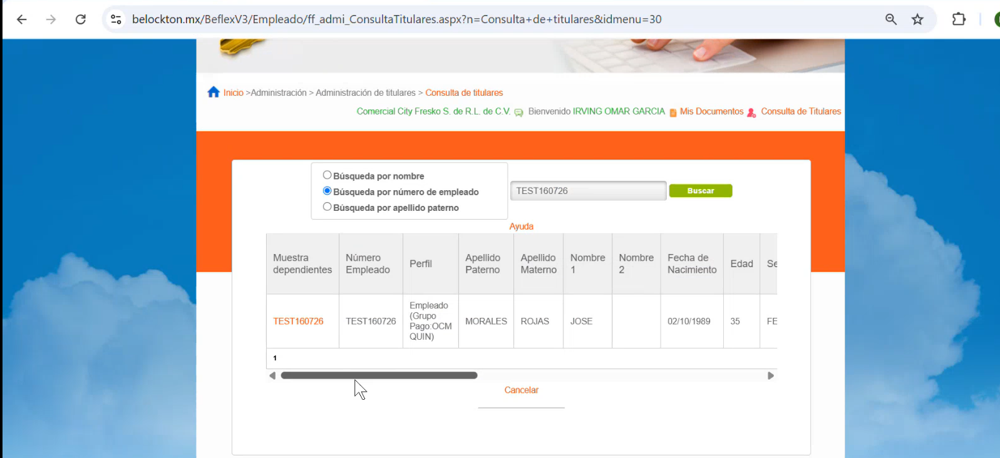 belockton.mx/BeflexV3/Empleado/ff_admi_ConsultaTitulares.aspx?n=Consulta+de+titulares&idmenu=30
Inicio >Administración > Administración de titulares > Consulta de titulares
Comercial City Fresko S. de R.L. de C.V. Bienvenido IRVING OMAR GARCIA Mis Documentos Consulta de Titulares
Búsqueda por nombre
Búsqueda por número de empleado
Búsqueda por apellido paterno
TEST160726
Buscar
Ayuda
Muestra dependientes
Número Empleado
Perfil
Apellido Paterno
Apellido Materno
Nombre 1
Nombre 2
Fecha de Nacimiento
Edad
Se
TEST160726
TEST160726
Empleado (Grupo Pago:OCM QUIN)
MORALES
ROJAS
JOSE
02/10/1989
35
FE
1
Cancelar